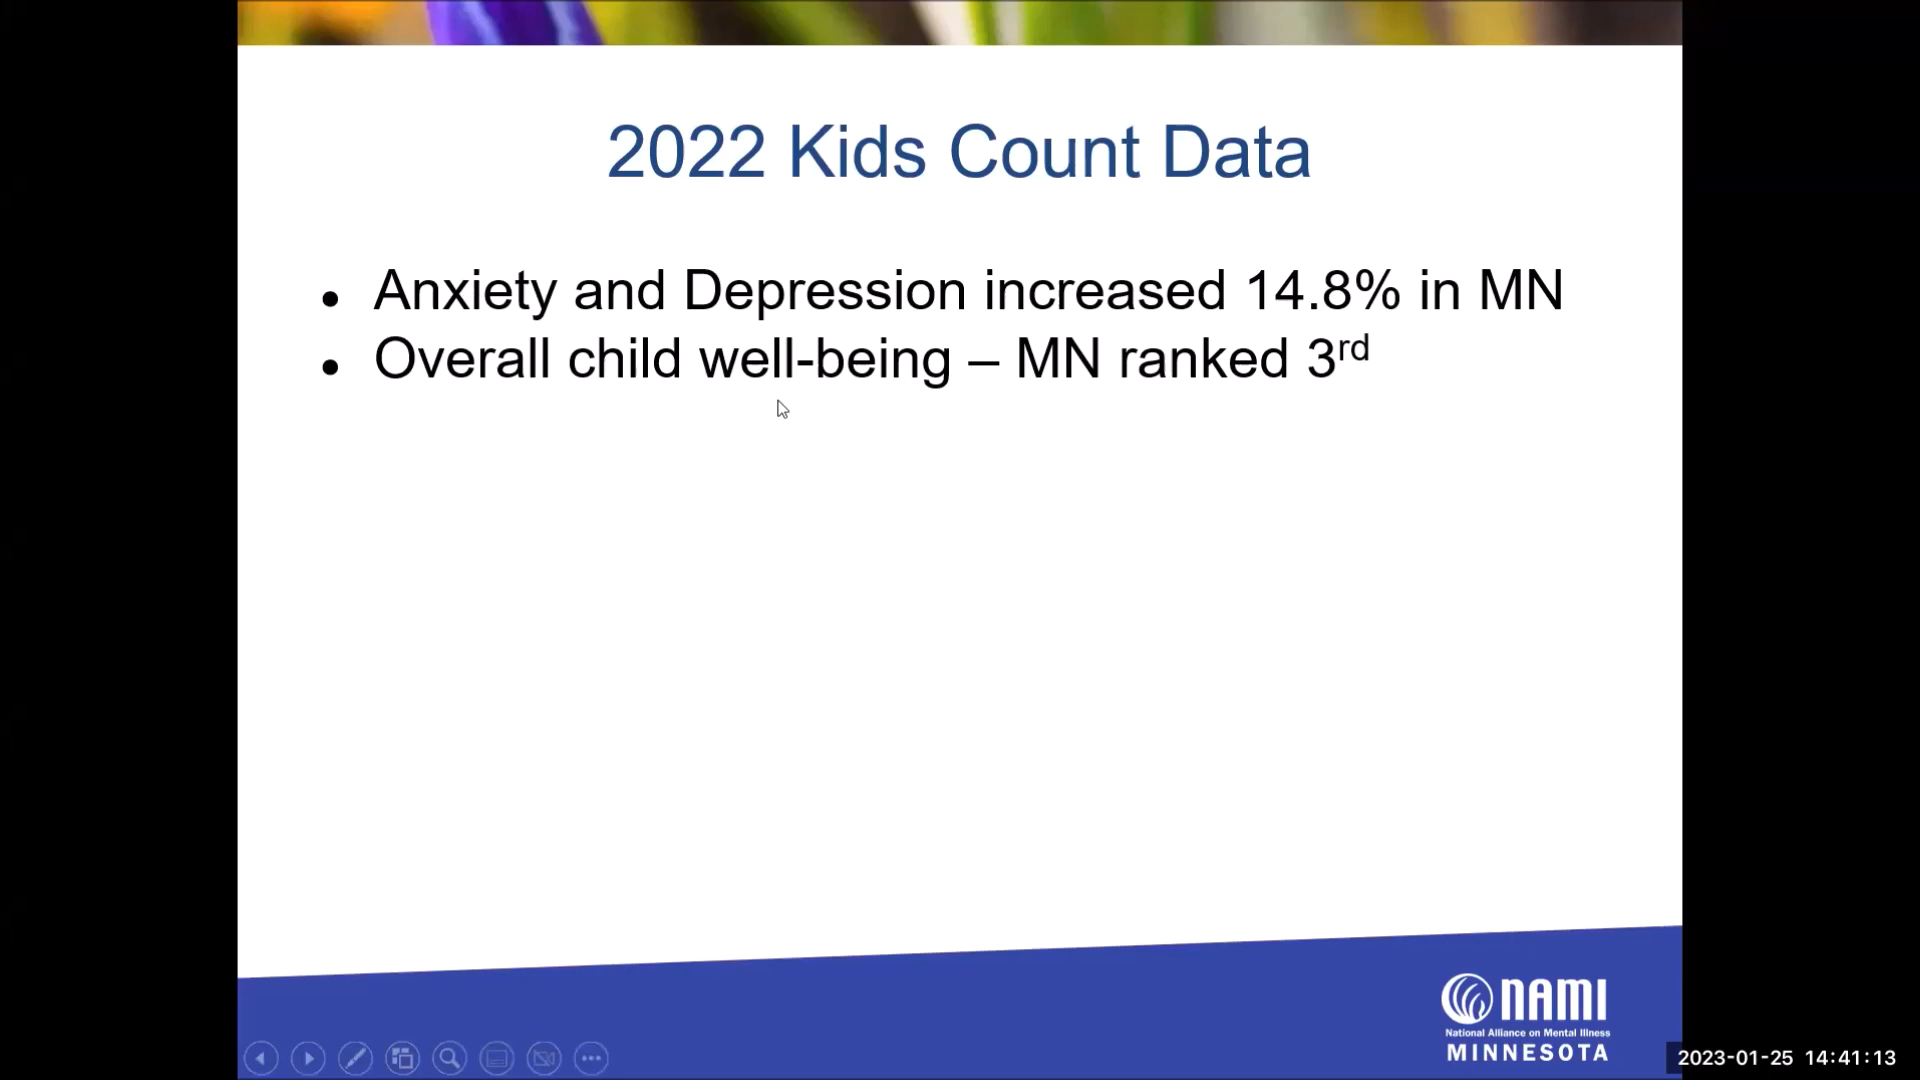 2022 Kids Count Data
• Anxiety and Depression increased 14.8% in MN
• Overall child well-being – MN ranked 3rd
NAMI
National Alliance on Mental Illness
MINNESOTA
2023-01-25 14:41:13